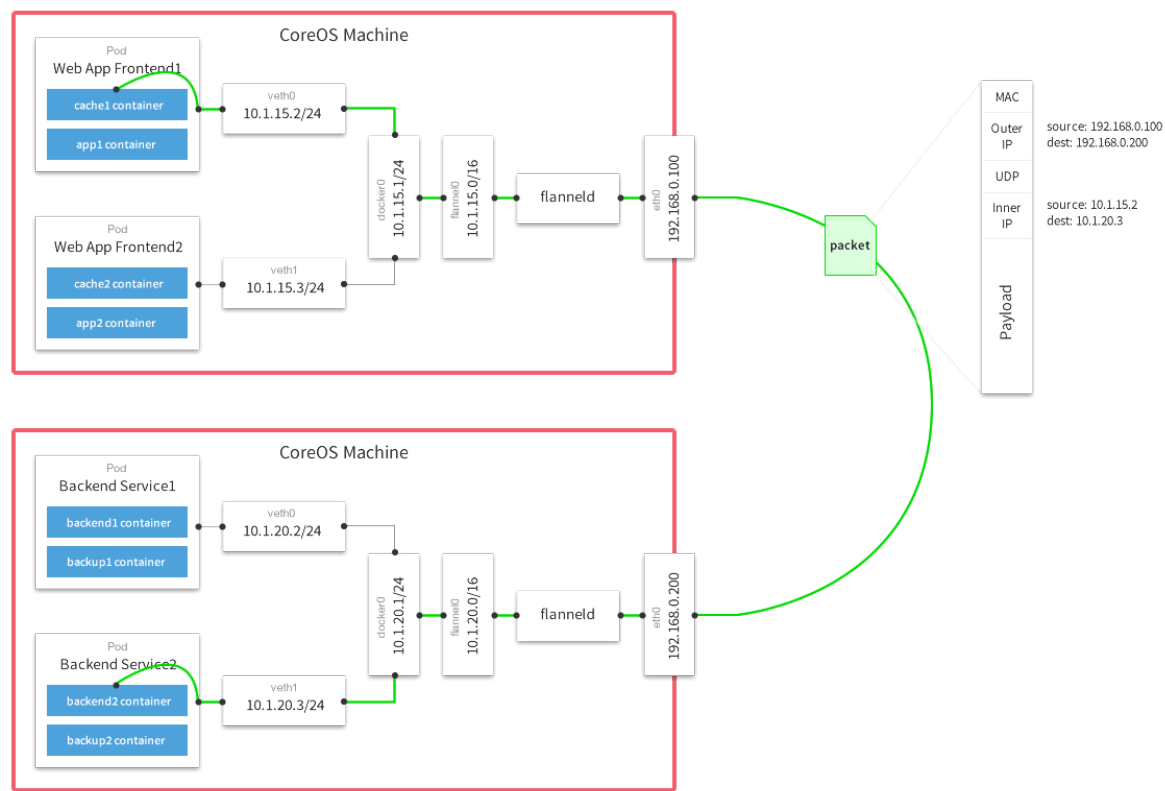 CoreOS Machine
Pod
Web App Frontend1
cache1 container
app1 container
veth0
10.1.15.2/24
Pod
Web App Frontend2
cache2 container
app2 container
veth1
10.1.15.3/24
docker0
10.1.15.1/24
flannel0
10.1.15.0/16
flanneld
eth0
192.168.0.100
packet
MAC
Outer
IP
source: 192.168.0.100
dest: 192.168.0.200
UDP
Inner
IP
source: 10.1.15.2
dest: 10.1.20.3
Payload
CoreOS Machine
Pod
Backend Service1
backend1 container
backup1 container
veth0
10.1.20.2/24
Pod
Backend Service2
backend2 container
backup2 container
veth1
10.1.20.3/24
docker0
10.1.20.1/24
flannel0
10.1.20.0/16
flanneld
eth0
192.168.0.200